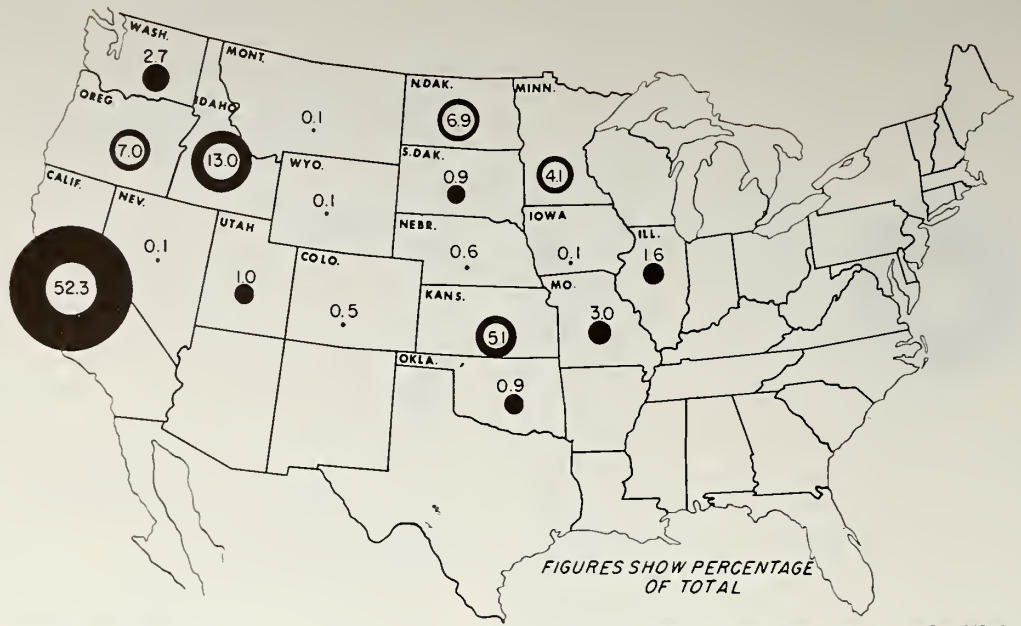 WASH.
2.7
MONT.
0.1
OREG
7.0
IDAHO
13.0
N.DAK.
6.9
MINN.
4.1
S.DAK.
0.9
WYO.
0.1
CALIF.
52.3
NEV.
0.1
UTAH
1.0
COLO.
0.5
NEBR.
0.6
IOWA
0.1
ILL.
1.6
KANS.
51
MO.
3.0
OKLA.
0.9
FIGURES SHOW PERCENTAGE
OF TOTAL